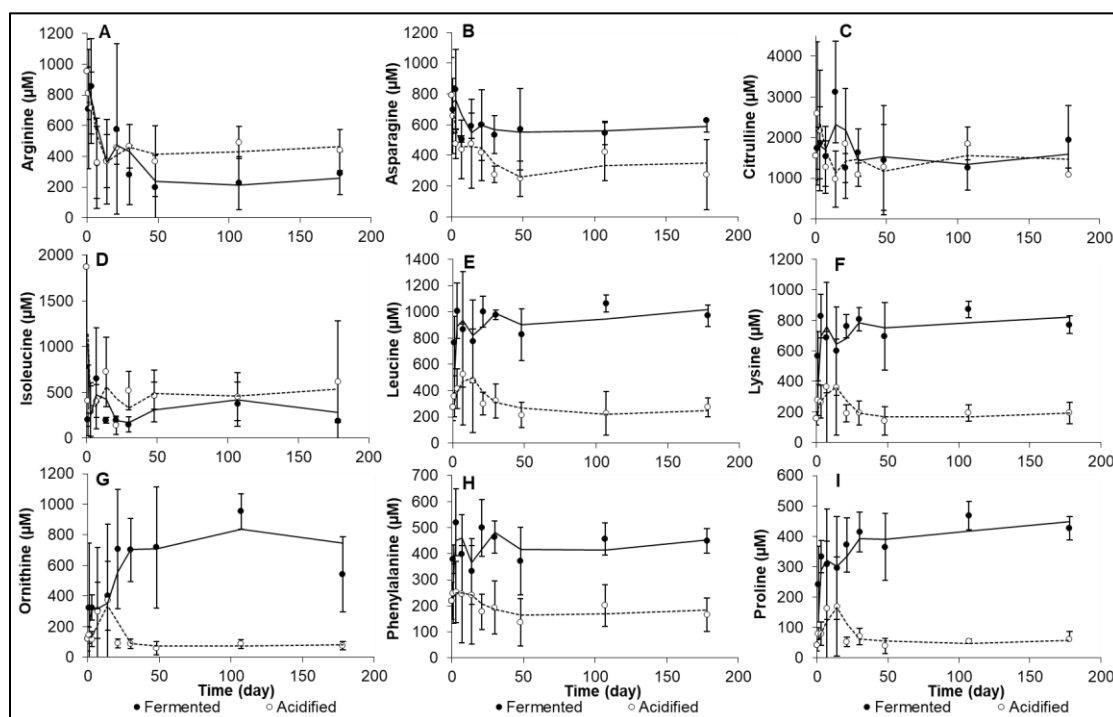 A
Arginine (µM)
1200
1000
800
600
400
200
0
0 50 100 150 200
B
Asparagine (µM)
1200
1000
800
600
400
200
0
0 50 100 150 200
C
Citrulline (µM)
4000
3000
2000
1000
0
0 50 100 150 200
D
Isoleucine (µM)
2000
1500
1000
500
0
0 50 100 150 200
E
Leucine (µM)
1400
1200
1000
800
600
400
200
0
0 50 100 150 200
F
Lysine (µM)
1200
1000
800
600
400
200
0
0 50 100 150 200
G
Ornithine (µM)
1200
1000
800
600
400
200
0
0 50 100 150 200
Time (day)
Fermented Acidified
H
Phenylalanine (µM)
700
600
500
400
300
200
100
0
0 50 100 150 200
Time (day)
Fermented Acidified
I
Proline (µM)
600
500
400
300
200
100
0
0 50 100 150 200
Time (day)
Fermented Acidified